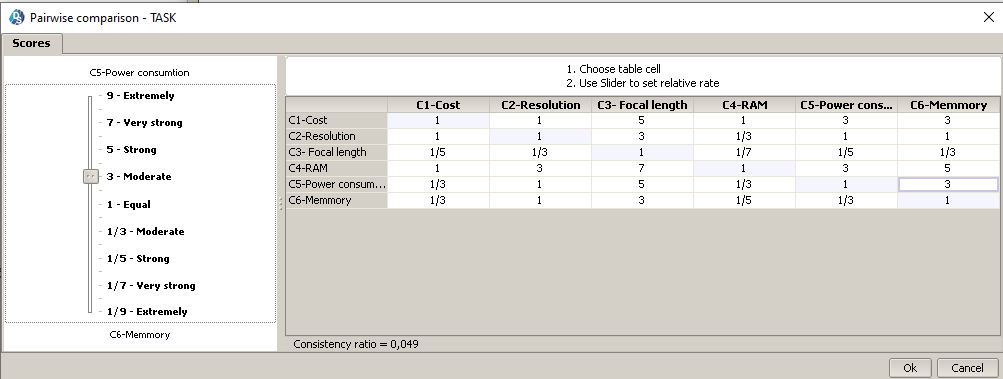 Pairwise comparison - TASK
Scores
C5-Power consumtion
9 - Extremely
7 - Very strong
5 - Strong
3 - Moderate
1 - Equal
1/3 - Moderate
1/5 - Strong
1/7 - Very strong
1/9 - Extremely
C6-Memmory
1. Choose table cell
2. Use Slider to set relative rate
C1-Cost C2-Resolution C3- Focal length C4-RAM C5-Power cons... C6-Memmory
C1-Cost 1 1 5 1 3 3
C2-Resolution 1 1 3 1/3 1 1
C3- Focal length 1/5 1/3 1 1/7 1/5 1/3
C4-RAM 1 3 7 1 3 5
C5-Power consum... 1/3 1 5 1/3 1 3
C6-Memmory 1/3 1 3 1/5 1/3 1
Consistency ratio = 0,049
Ok Cancel